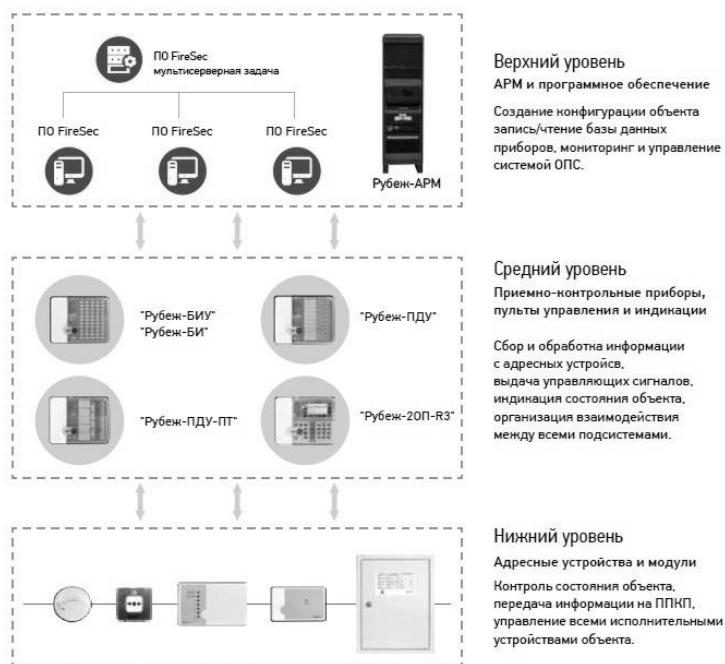 ПО FireSec
мультисерверная задача
ПО FireSec
ПО FireSec
ПО FireSec
Рубеж-АРМ
Верхний уровень
АРМ и программное обеспечение
Создание конфигурации объекта
запись/чтение базы данных
приборов, мониторинг и управление
системой ОПС.
"Рубеж-БИУ"
"Рубеж-БИ"
"Рубеж-ПДУ"
"Рубеж-ПДУ-ПТ"
"Рубеж-2ОП-R3"
Средний уровень
Приемно-контрольные приборы,
пульты управления и индикации
Сбор и обработка информации
с адресных устройсв,
выдача управляющих сигналов,
индикация состояния объекта,
организация взаимодействия
между всеми подсистемами.
Нижний уровень
Адресные устройства и модули
Контроль состояния объекта,
передача информации на ППКП,
управление всеми исполнительными
устройствами объекта.